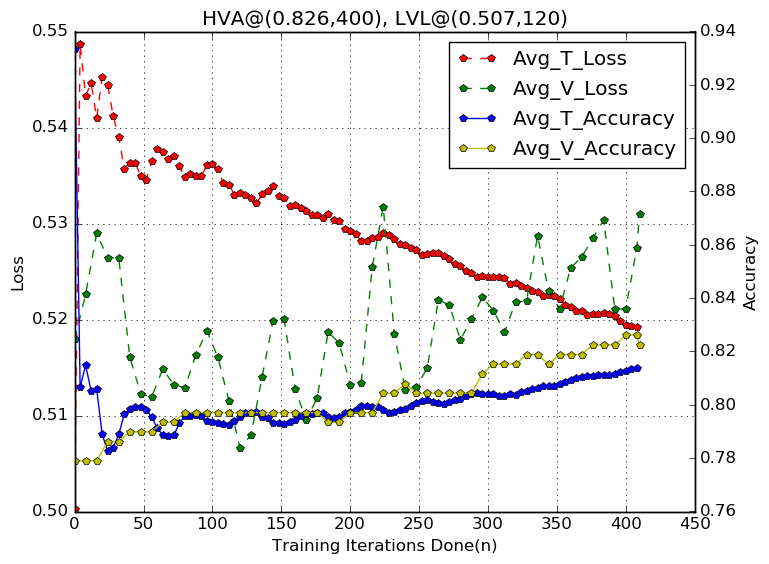 HVA@(0.826,400), LVL@(0.507,120)
Avg_T_Loss
Avg_V_Loss
Avg_T_Accuracy
Avg_V_Accuracy
0.55
0.54
0.53
0.52
0.51
0.50
Loss
0.94
0.92
0.90
0.88
0.86
0.84
0.82
0.80
0.78
0.76
Accuracy
0 50 100 150 200 250 300 350 400 450
Training Iterations Done(n)